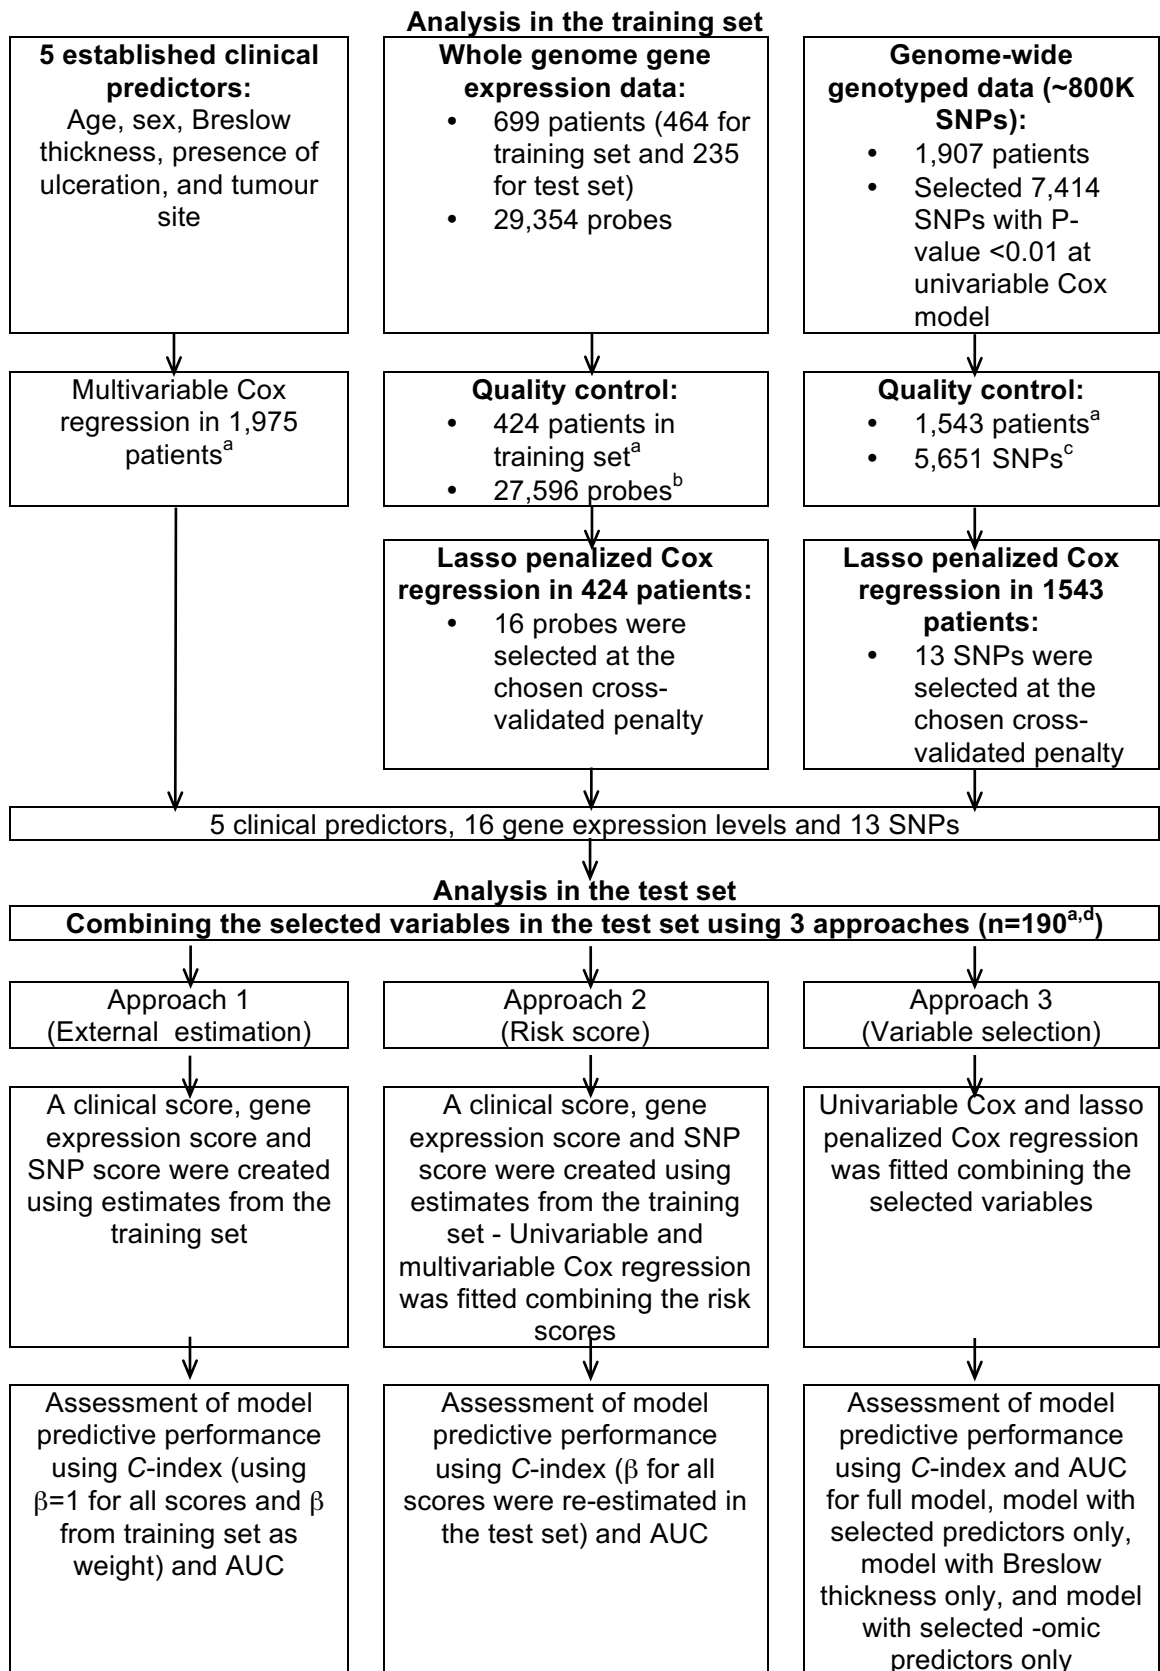 Analysis in the training set
5 established clinical
predictors:
Age, sex, Breslow
thickness, presence of
ulceration, and tumour
site
Whole genome gene
expression data:
• 699 patients (464 for
training set and 235
for test set)
• 29,354 probes
Genome-wide
genotyped data (~800K
SNPs):
• 1,907 patients
• Selected 7,414
SNPs with P-
value <0.01 at
univariable Cox
model
Multivariable Cox
regression in 1,975
patientsᵃ
Quality control:
• 424 patients in
training setᵃ
• 27,596 probesᵇ
Quality control:
• 1,543 patientsᵃ
• 5,651 SNPsᶜ
Lasso penalized Cox
regression in 424 patients:
• 16 probes were
selected at the
chosen cross-
validated penalty
Lasso penalized Cox
regression in 1543
patients:
• 13 SNPs were
selected at the
chosen cross-
validated penalty
5 clinical predictors, 16 gene expression levels and 13 SNPs
Analysis in the test set
Combining the selected variables in the test set using 3 approaches (n=190ᵃ,ᵈ)
Approach 1
(External estimation)
Approach 2
(Risk score)
Approach 3
(Variable selection)
A clinical score, gene
expression score and
SNP score were created
using estimates from the
training set
A clinical score, gene
expression score and SNP
score were created using
estimates from the training
set - Univariable and
multivariable Cox regression
was fitted combining the risk
scores
Univariable Cox and lasso
penalized Cox regression
was fitted combining the
selected variables
Assessment of model
predictive performance
using C-index (using
β=1 for all scores and β
from training set as
weight) and AUC
Assessment of model
predictive performance
using C-index (β for all
scores were re-estimated in
the test set) and AUC
Assessment of model
predictive performance
using C-index and AUC
for full model, model with
selected predictors only,
model with Breslow
thickness only, and model
with selected -omic
predictors only